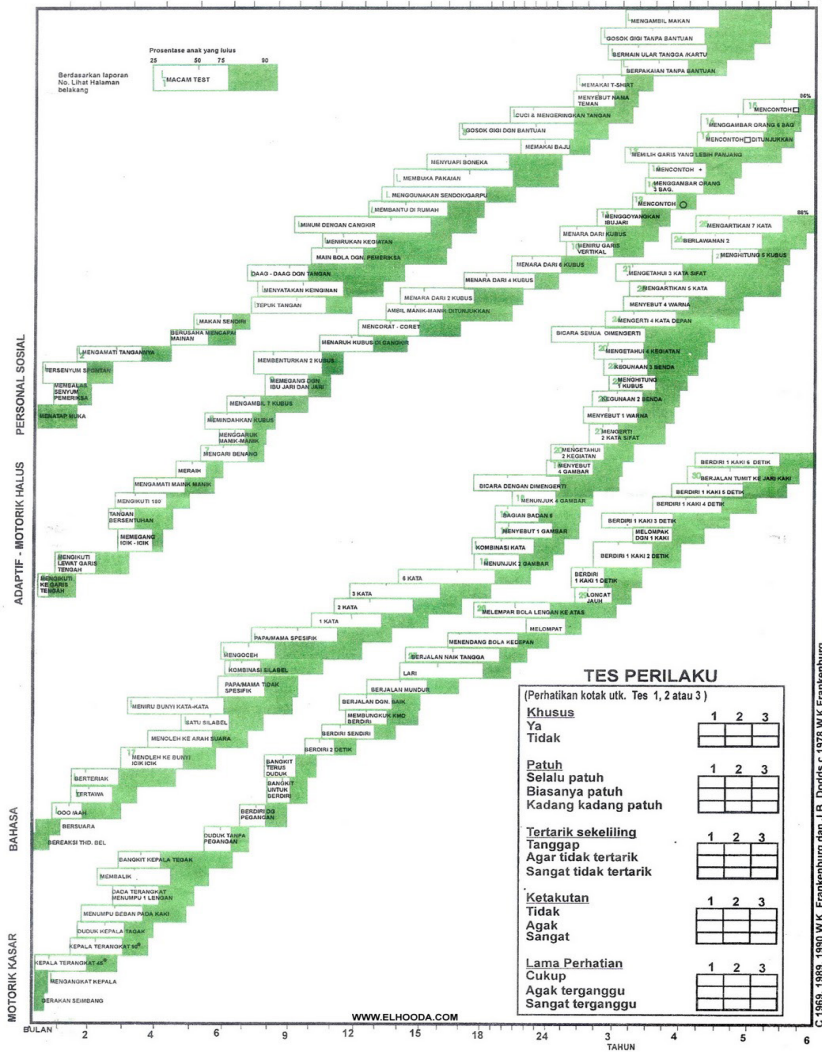 Prosentase anak yang lulus
25 50 75 90
Berdasarkan laporan
No. Lihat Halaman
belakang
MACAM TEST
PERSONAL SOSIAL
MENGAMBIL MAKAN
GOSOK GIGI TANPA BANTUAN
BERMAIN ULAR TANGGA /KARTU
BERPAKAIAN TANPA BANTUAN
MEMAKAI T-SHIRT
MENYEBUT NAMA
TEMAN
CUCI & MENGERINGKAN TANGAN
GOSOK GIGI DGN BANTUAN
MEMAKAI BAJU
MENYUAPI BONEKA
MEMBUKA PAKAIAN
MENGGUNAKAN SENDOK/GARPU
MEMBANTU DI RUMAH
MINUM DENGAN CANGKIR
MENIRUKAN KEGIATAN
MAIN BOLA DGN. PEMERIKSA
DAAG - DAAG DGN TANGAN
MENYATAKAN KEINGINAN
TEPUK TANGAN
MAKAN SENDIRI
BERUSAHA MENCAPAI
MAINAN
MENGAMATI TANGANNYA
TERSENYUM SPONTAN
MEMBALAS
SENYUM
PEMERIKSA
MENATAP MUKA
ADAPTIF - MOTORIK HALUS
86%
15 MENCONTOH
MENGGAMBAR ORANG 6 BAG.
MENCONTOH DITUNJUKKAN
MEMILIH GARIS YANG LEBIH PANJANG
MENCONTOH +
MENGGAMBAR ORANG
3 BAG.
MENCONTOH
MENGGOYANGKAN
IBU JARI
MENARA DARI KUBUS
MENIRU GARIS
VERTIKAL
MENARA DARI 6 KUBUS
MENARA DARI 4 KUBUS
MENARA DARI 2 KUBUS
AMBIL MANIK-MANIK DITUNJUKKAN
MENCORAT - CORET
MENARUH KUBUS DI CANGKIR
MEMBENTURKAN 2 KUBUS
MEMEGANG DGN
IBU JARI DAN JARI
MENGAMBIL 7 KUBUS
MEMINDAHKAN KUBUS
MENGGARUK
MANIK-MANIK
MENCARI BENANG
MERAIH
MENGAMATI MANIK MANIK
MENGIKUTI 180
TANGAN
BERSENTUHAN
MEMEGANG
ICIK - ICIK
MENGIKUTI
LEWAT GARIS
TENGAH
MENGIKUTI
KE GARIS
TENGAH
BAHASA
86%
MENGARTIKAN 7 KATA
BERLAWANAN 2
MENGHITUNG 5 KUBUS
MENGETAHUI 3 KATA SIFAT
MENGARTIKAN 5 KATA
MENYEBUT 4 WARNA
MENGERTI 4 KATA DEPAN
BICARA SEMUA DIMENGERTI
MENGETAHUI 4 KEGIATAN
KEGUNAAN 3 BENDA
MENGHITUNG
1 KUBUS
KEGUNAAN 2 BENDA
MENYEBUT 1 WARNA
MENGERTI
2 KATA SIFAT
MENGETAHUI
2 KEGIATAN
MENYEBUT
4 GAMBAR
BICARA DENGAN DIMENGERTI
MENUNJUK 4 GAMBAR
BAGIAN BADAN 6
MENYEBUT 1 GAMBAR
KOMBINASI KATA
MENUNJUK 2 GAMBAR
6 KATA
3 KATA
2 KATA
1 KATA
PAPA/MAMA SPESIFIK
MENGOCEH
KOMBINASI SILABEL
PAPA/MAMA TIDAK
SPESIFIK
MENIRU BUNYI KATA-KATA
SATU SILABEL
MENOLEH KE ARAH SUARA
17 MENOLEH KE BUNYI
ICIK ICIK
BERTERIAK
TERTAWA
OOO /AAH
BERSUARA
BEREAKSI THD. BEL
MOTORIK KASAR
BERDIRI 1 KAKI 6 DETIK
30 BERJALAN TUMIT KE JARI KAKI
BERDIRI 1 KAKI 5 DETIK
BERDIRI 1 KAKI 4 DETIK
BERDIRI 1 KAKI 3 DETIK
MELOMPAT
DGN 1 KAKI
BERDIRI 1 KAKI 2 DETIK
BERDIRI
1 KAKI 1 DETIK
29 LONCAT
JAUH
28 MELEMPAR BOLA LENGAN KE ATAS
MELOMPAT
MENENDANG BOLA KEDEPAN
BERJALAN NAIK TANGGA
LARI
BERJALAN MUNDUR
BERJALAN DGN. BAIK
MEMBUNGKUK KMD
BERDIRI
BERDIRI SENDIRI
BERDIRI 2 DETIK
BANGKIT
TERUS
DUDUK
BANGKIT
UNTUK
BERDIRI
BERDIRI DG
PEGANGAN
DUDUK TANPA
PEGANGAN
BANGKIT KEPALA TEGAK
MEMBALIK
DADA TERANGKAT
MENUMPU 1 LENGAN
MENUMPU BEBAN PADA KAKI
DUDUK KEPALA TAGAK
KEPALA TERANGKAT 90°
KEPALA TERANGKAT 45°
MENGANGKAT KEPALA
GERAKAN SEIMBANG
TES PERILAKU
(Perhatikan kotak utk. Tes 1, 2 atau 3 )
Khusus 1 2 3
Ya
Tidak
Patuh 1 2 3
Selalu patuh
Biasanya patuh
Kadang kadang patuh
Tertarik sekeliling 1 2 3
Tanggap
Agar tidak tertarik
Sangat tidak tertarik
Ketakutan 1 2 3
Tidak
Agak
Sangat
Lama Perhatian 1 2 3
Cukup
Agak terganggu
Sangat terganggu
C 1969, 1989, 1990 W.K. Frankenburg dan J.B. Dodds c 1978 W.K Frankenburg
WWW.ELHOODA.COM
BULAN 2 4 6 9 12 15 18 24 3 4 5 6
TAHUN